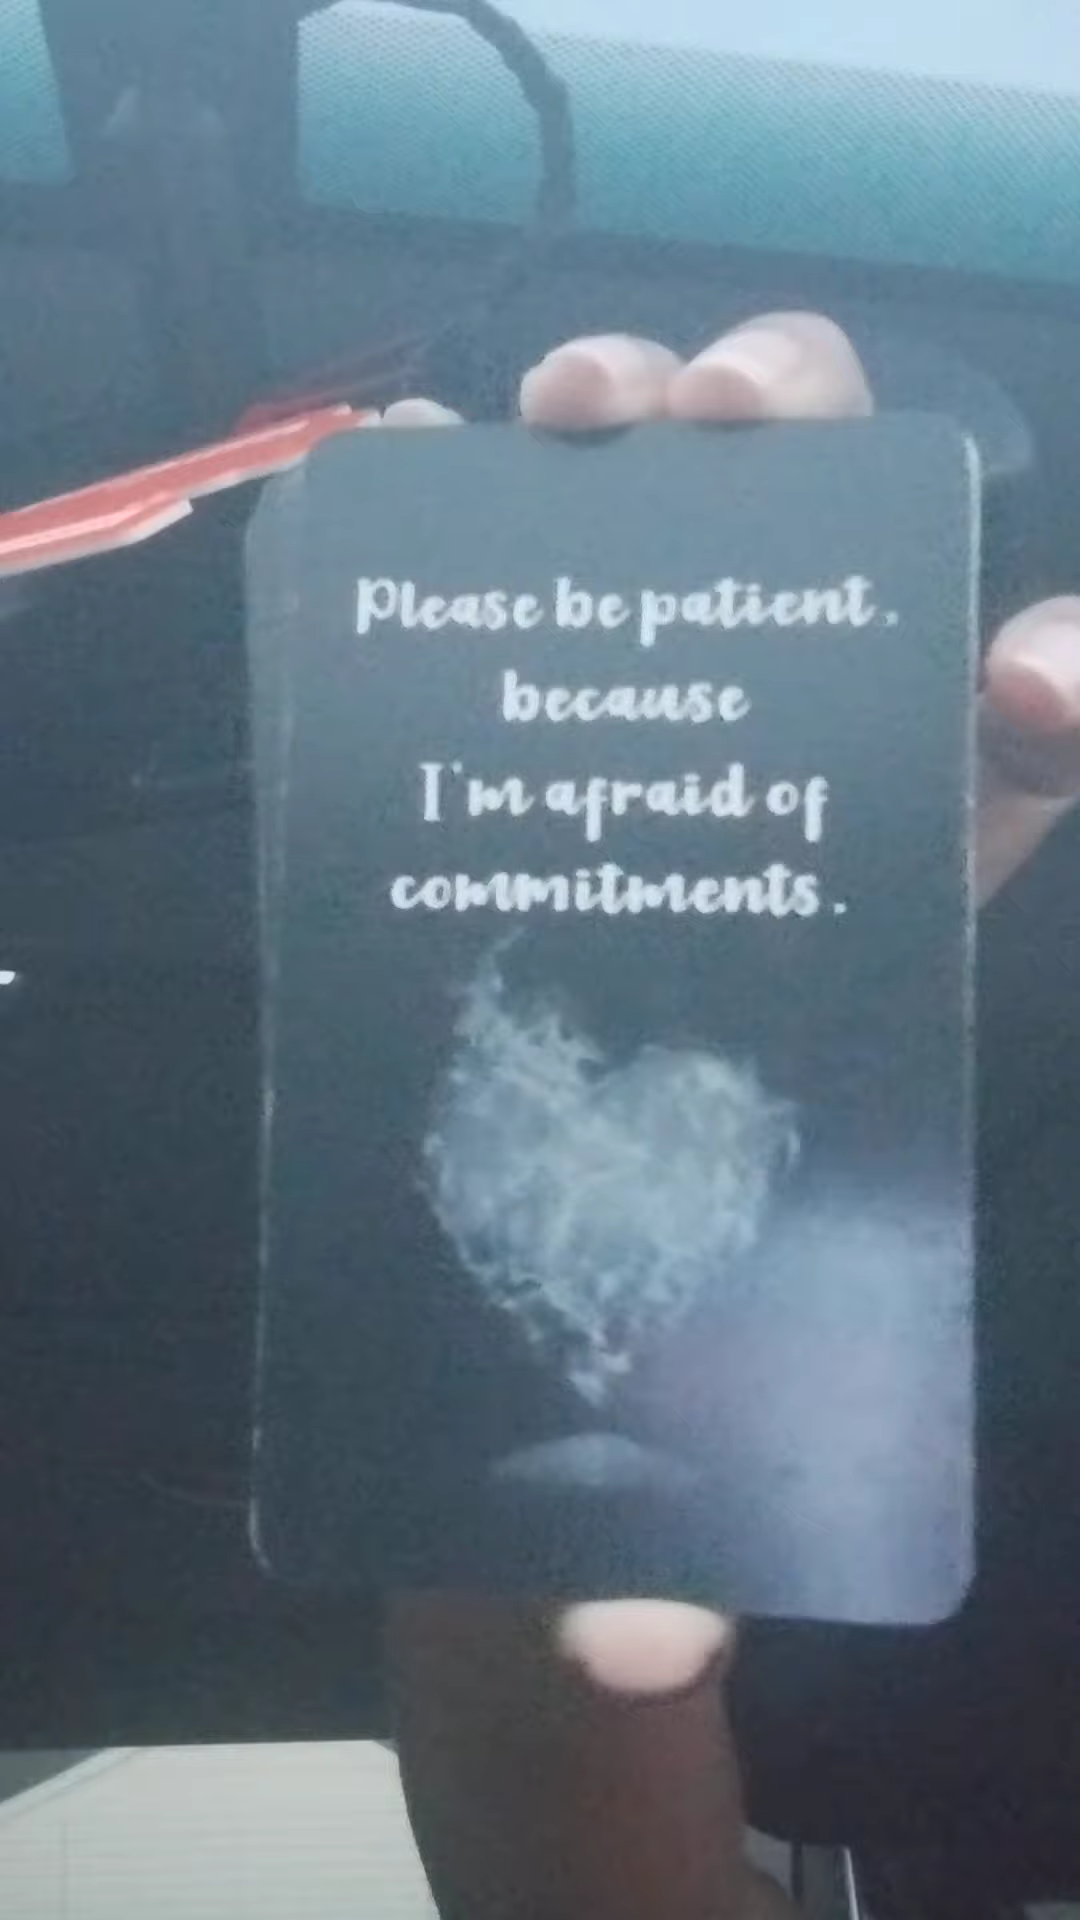 Please be patient,
because
I'm afraid of
commitments.